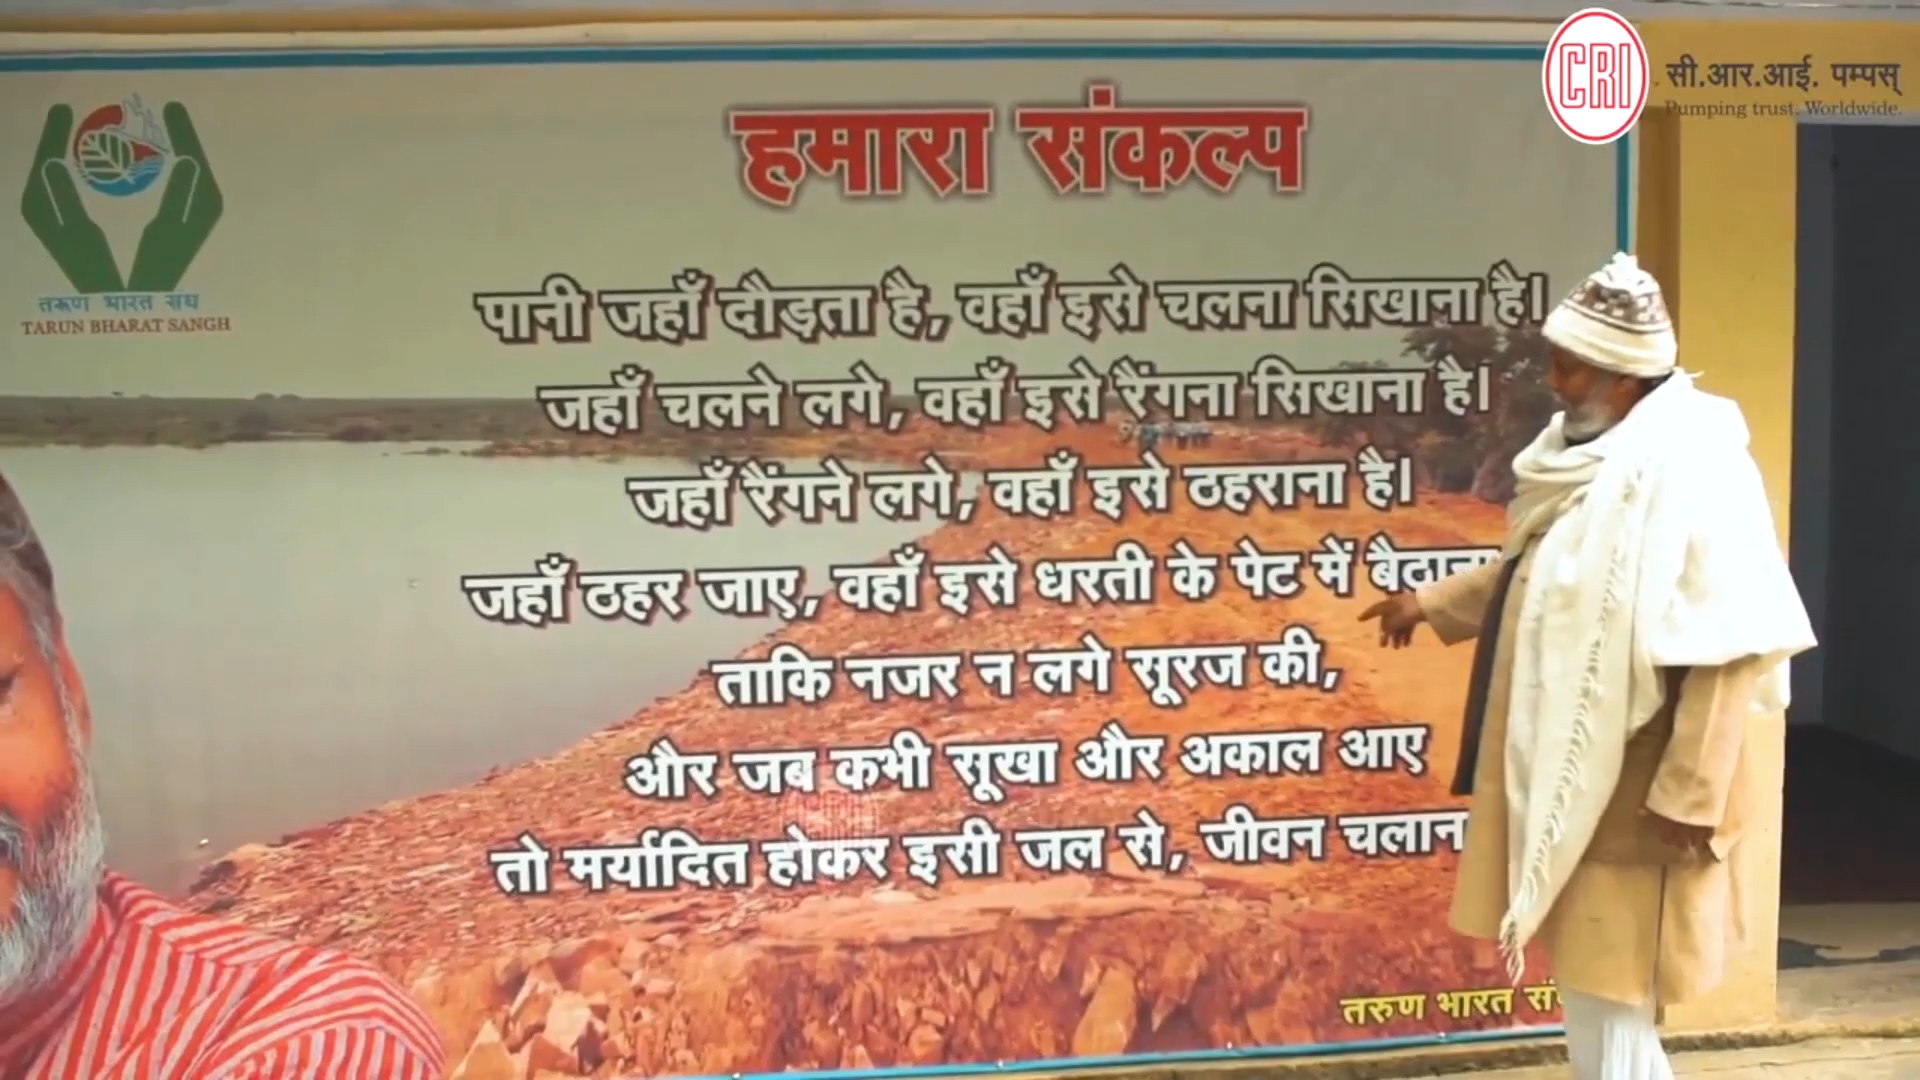 सी.आर.आई. पम्पस्
CRI
Pumping trust. Worldwide.
तरूण भारत संघ
TARUN BHARAT SANGH
हमारा संकल्प
पानी जहाँ दौड़ता है, वहाँ इसे चलना सिखाना है।
जहाँ चलने लगे, वहाँ इसे रैंगना सिखाना है।
जहाँ रैंगने लगे, वहाँ इसे ठहराना है।
जहाँ ठहर जाए, वहाँ इसे धरती के पेट में
ताकि नजर न लगे सूरज की,
और जब कभी सूखा और अकाल आए
तो मर्यादित होकर इसी जल से, जीवन
तरुण भारत